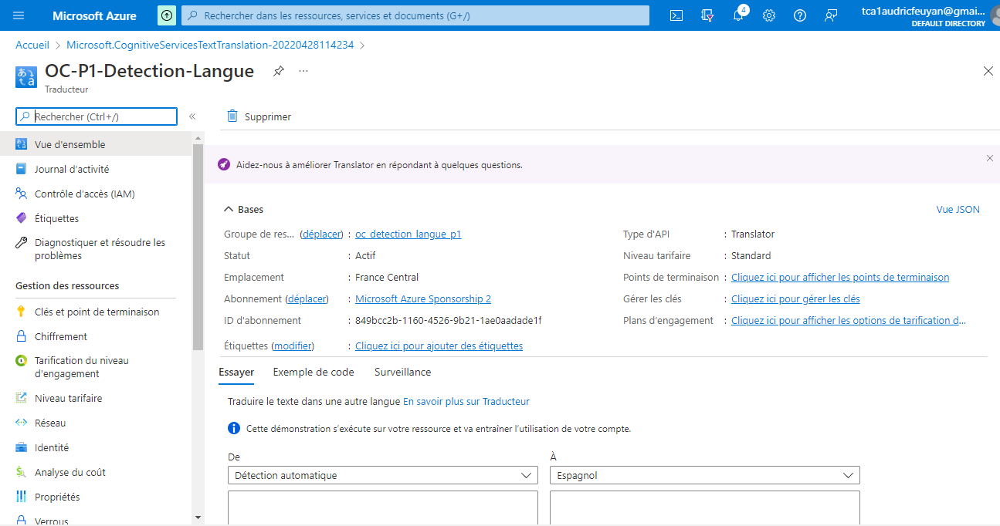 Microsoft Azure
Rechercher dans les ressources, services et documents (G+/)
4
tca1audricfeuyan@gmai...
DEFAULT DIRECTORY
Accueil > Microsoft.CognitiveServicesTextTranslation-20220428114234 >
OC-P1-Detection-Langue
Traducteur
Rechercher (Ctrl+/)
Supprimer
Vue d'ensemble
Journal d'activité
Contrôle d'accès (IAM)
Étiquettes
Diagnostiquer et résoudre les
problèmes
Gestion des ressources
Clés et point de terminaison
Chiffrement
Tarification du niveau
d'engagement
Niveau tarifaire
Réseau
Identité
Analyse du coût
Propriétés
Verrous
Aidez-nous à améliorer Translator en répondant à quelques questions.
Bases
Vue JSON
Groupe de res... (déplacer) : oc_detection_langue_p1
Statut : Actif
Emplacement : France Central
Abonnement (déplacer) : Microsoft Azure Sponsorship 2
ID d'abonnement : 849bcc2b-1160-4526-9b21-1ae0aadade1f
Étiquettes (modifier) : Cliquez ici pour ajouter des étiquettes
Type d'API : Translator
Niveau tarifaire : Standard
Points de terminaison : Cliquez ici pour afficher les points de terminaison
Gérer les clés : Cliquez ici pour gérer les clés
Plans d'engagement : Cliquez ici pour afficher les options de tarification d...
Essayer Exemple de code Surveillance
Traduire le texte dans une autre langue En savoir plus sur Traducteur
Cette démonstration s'exécute sur votre ressource et va entraîner l'utilisation de votre compte.
De
Détection automatique
À
Espagnol